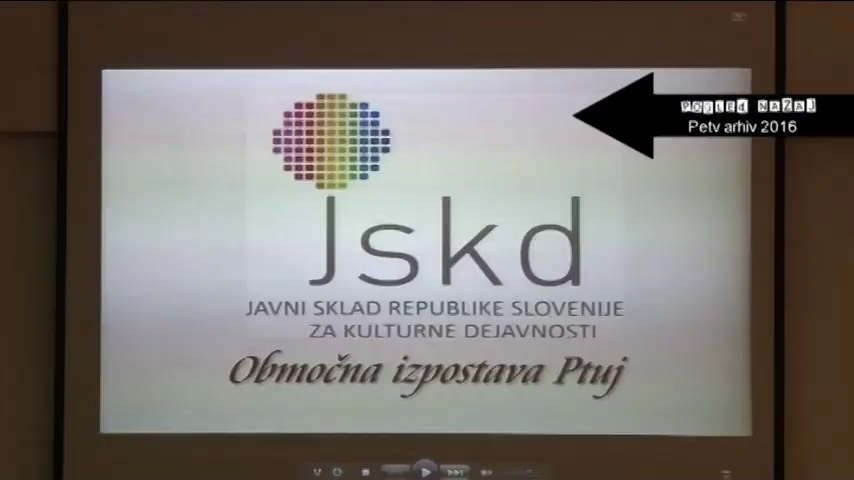 POGLED NAZAJ
Petv arhiv 2016
Jskd
JAVNI SKLAD REPUBLIKE SLOVENIJE
ZA KULTURNE DEJAVNOSTI
Območna izpostava Ptuj